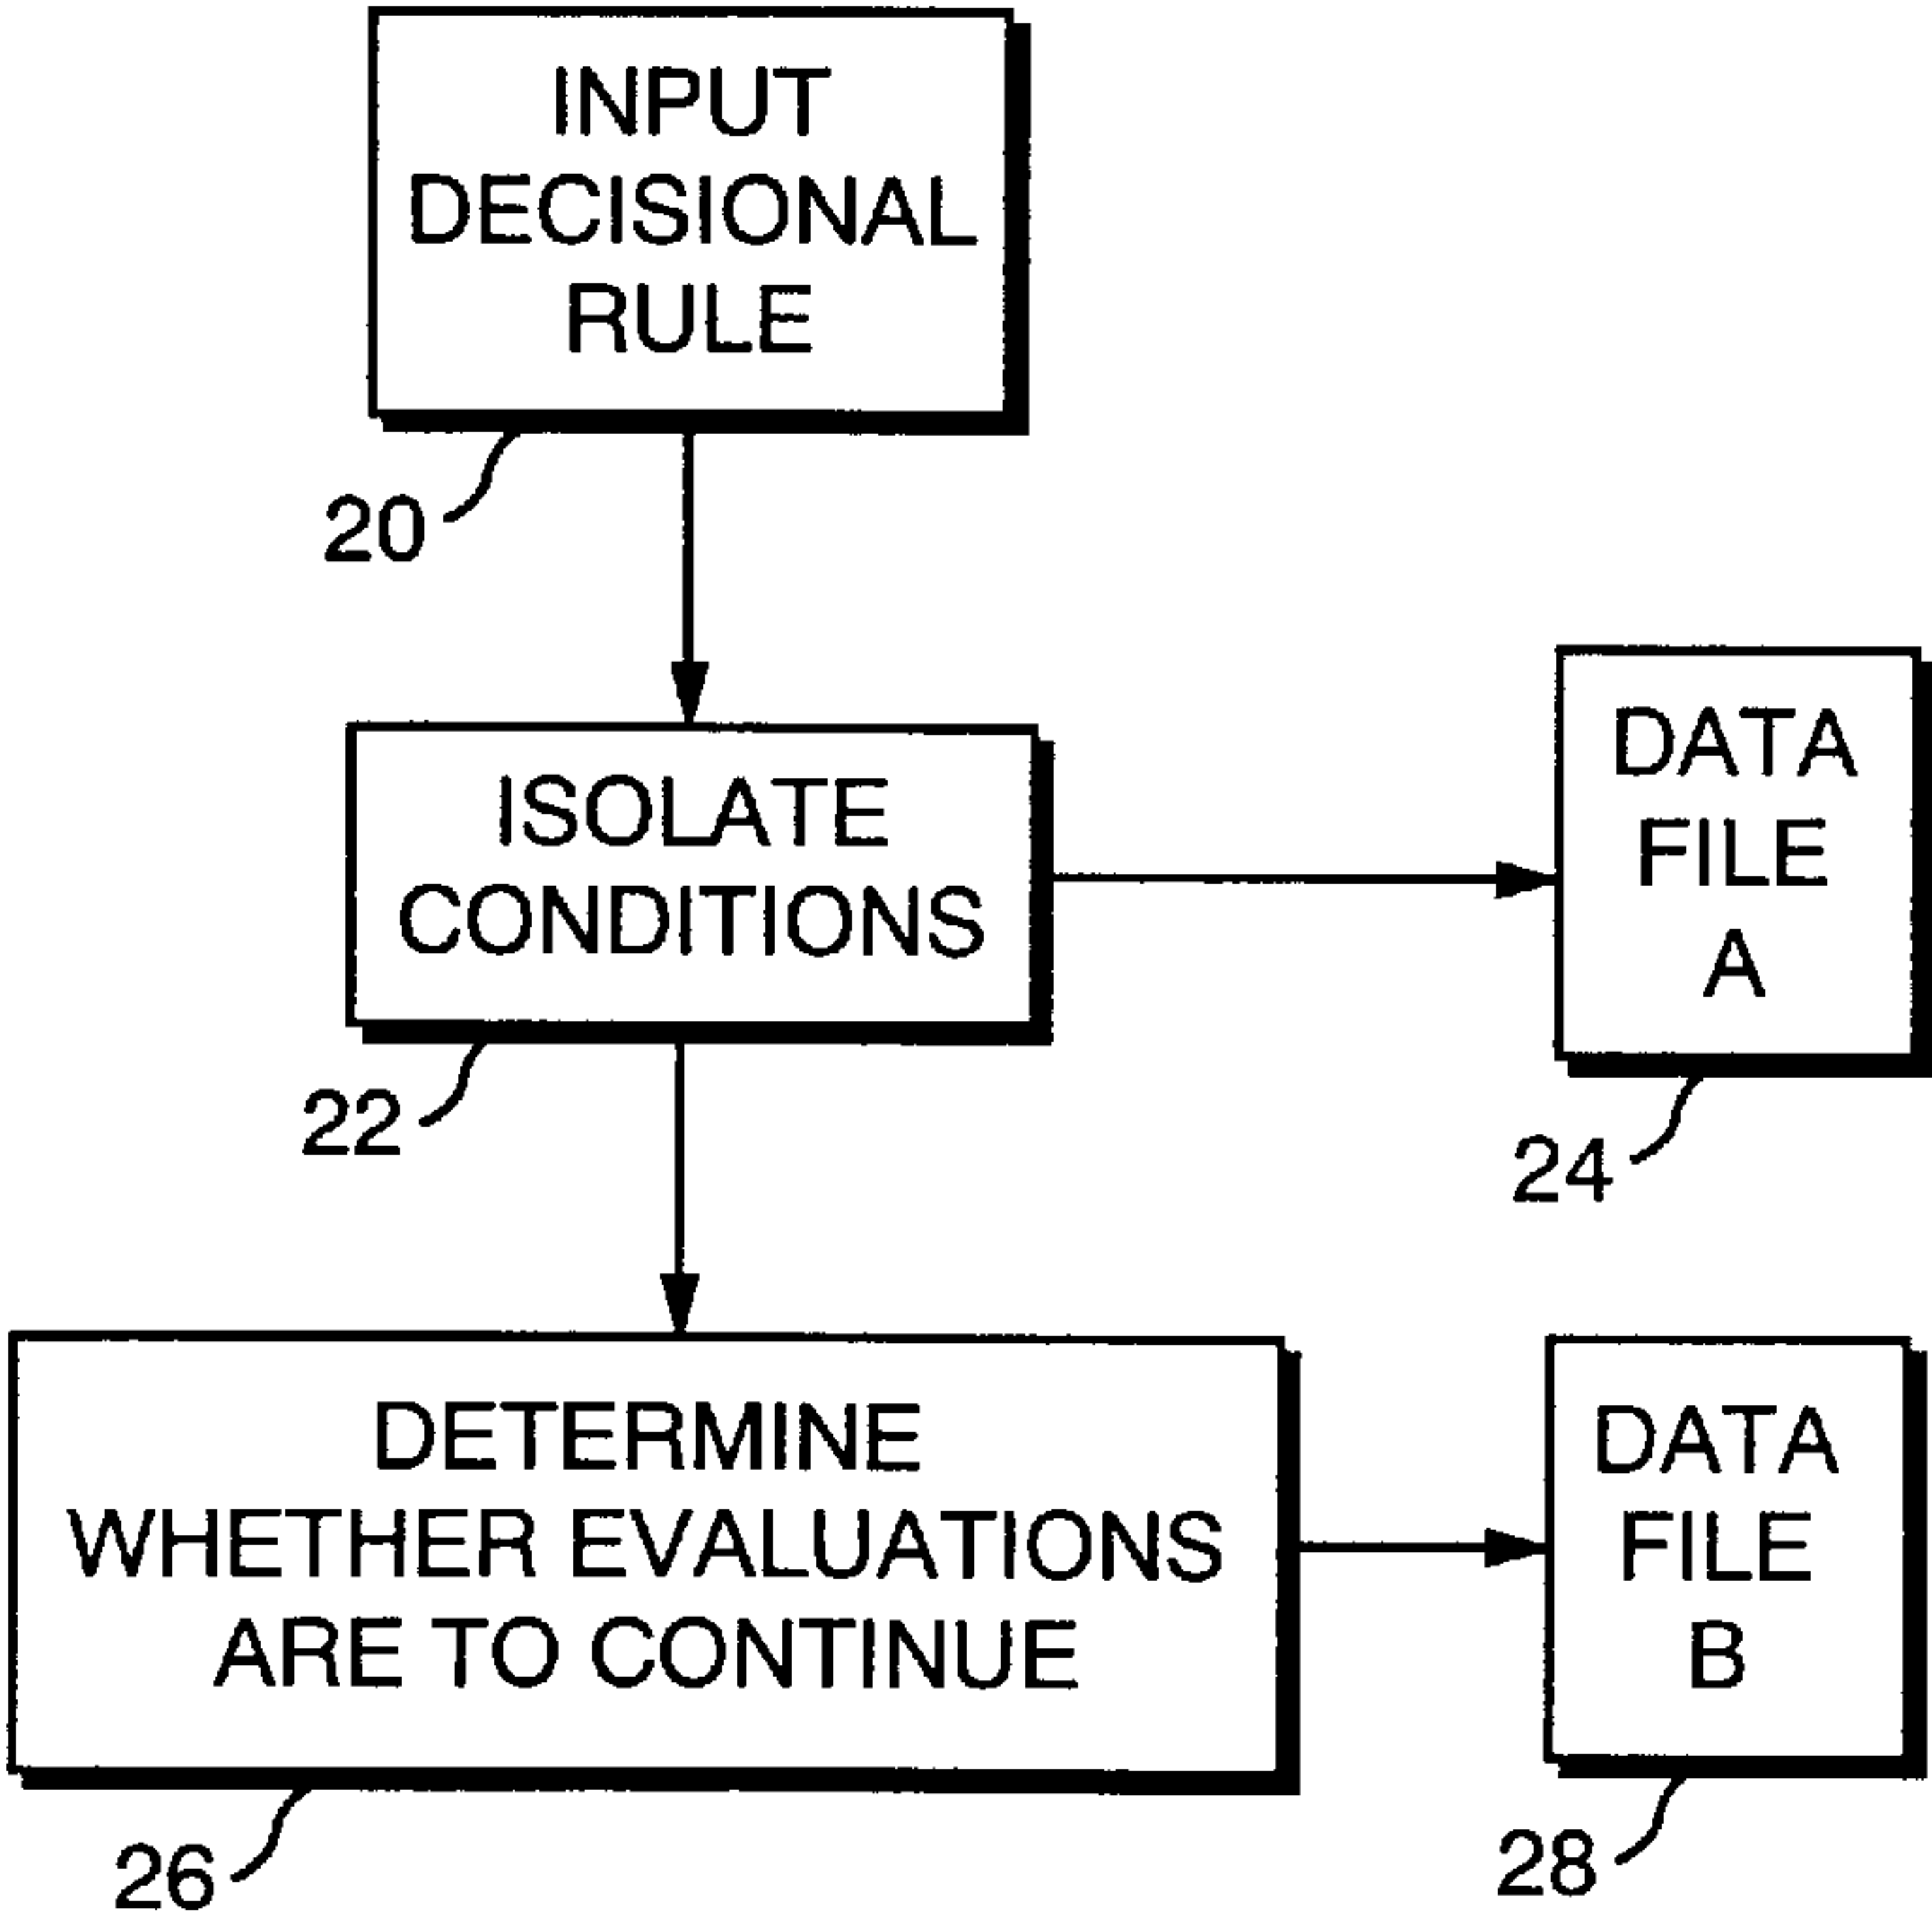 INPUT
DECISIONAL
RULE
20
ISOLATE
CONDITIONS
22
DATA
FILE
A
24
DETERMINE
WHETHER EVALUATIONS
ARE TO CONTINUE
26
DATA
FILE
B
28